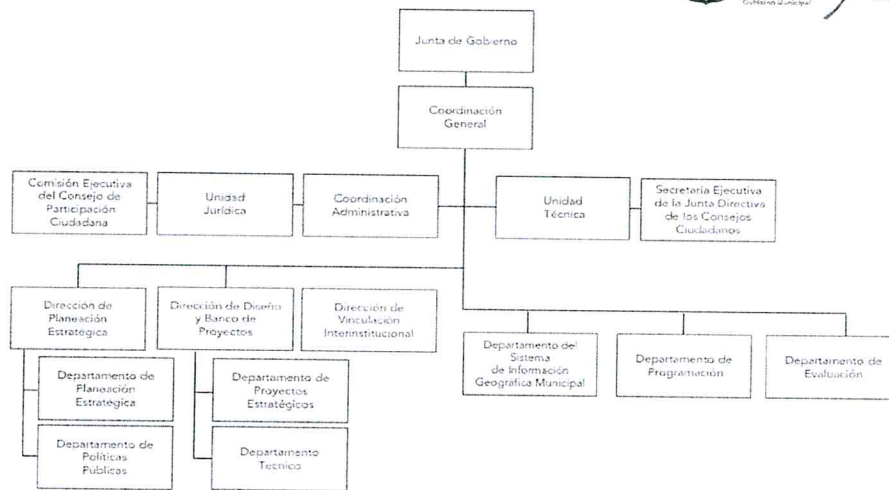 Gobierno Municipal
Junta de Gobierno
Coordinación
General
Comisión Ejecutiva
del Consejo de
Participación
Ciudadana
Unidad
Jurídica
Coordinación
Administrativa
Unidad
Técnica
Secretaría Ejecutiva
de la Junta Directiva
de los Consejos
Ciudadanos
Dirección de
Planeación
Estratégica
Dirección de Diseño
y Banco de
Proyectos
Dirección de
Vinculación
Interinstitucional
Departamento del
Sistema
de Información
Geográfica Municipal
Departamento de
Programación
Departamento de
Evaluación
Departamento de
Planeación
Estratégica
Departamento de
Proyectos
Estratégicos
Departamento de
Políticas
Públicas
Departamento
Tecnico